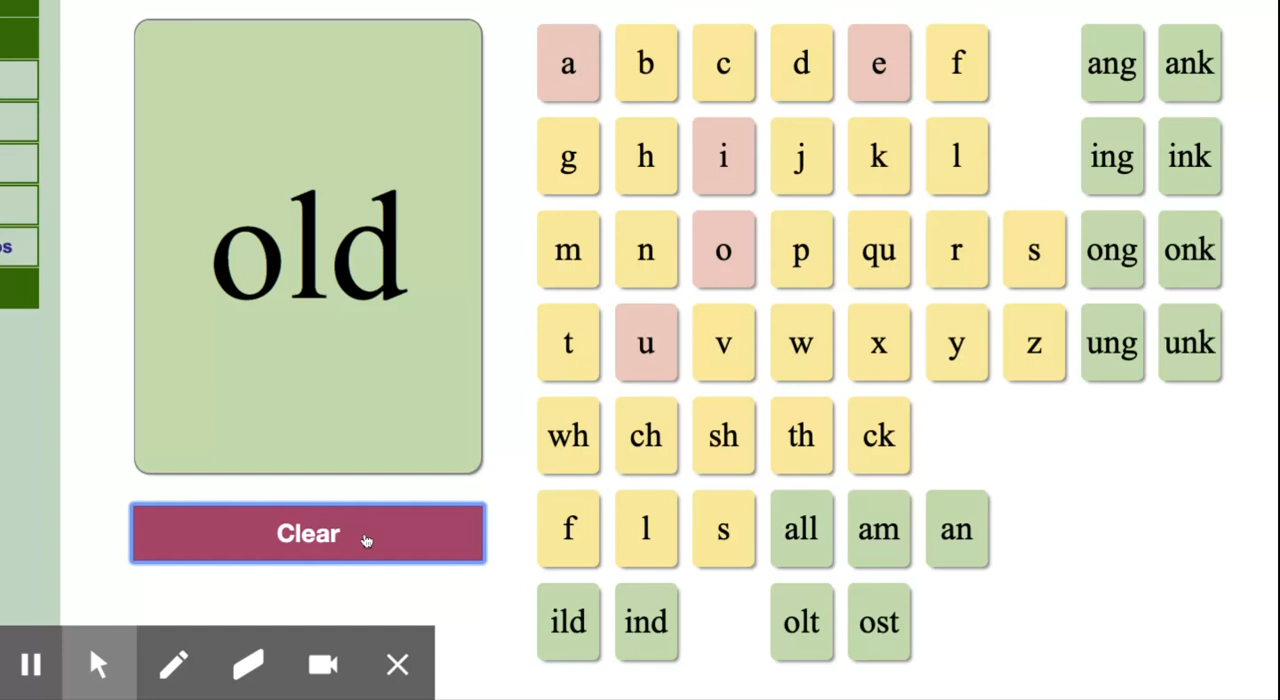 old
Clear
a b c d e f ang ank
g h i j k l ing ink
m n o p qu r s ong onk
t u v w x y z ung unk
wh ch sh th ck
f l s all am an
ild ind olt ost